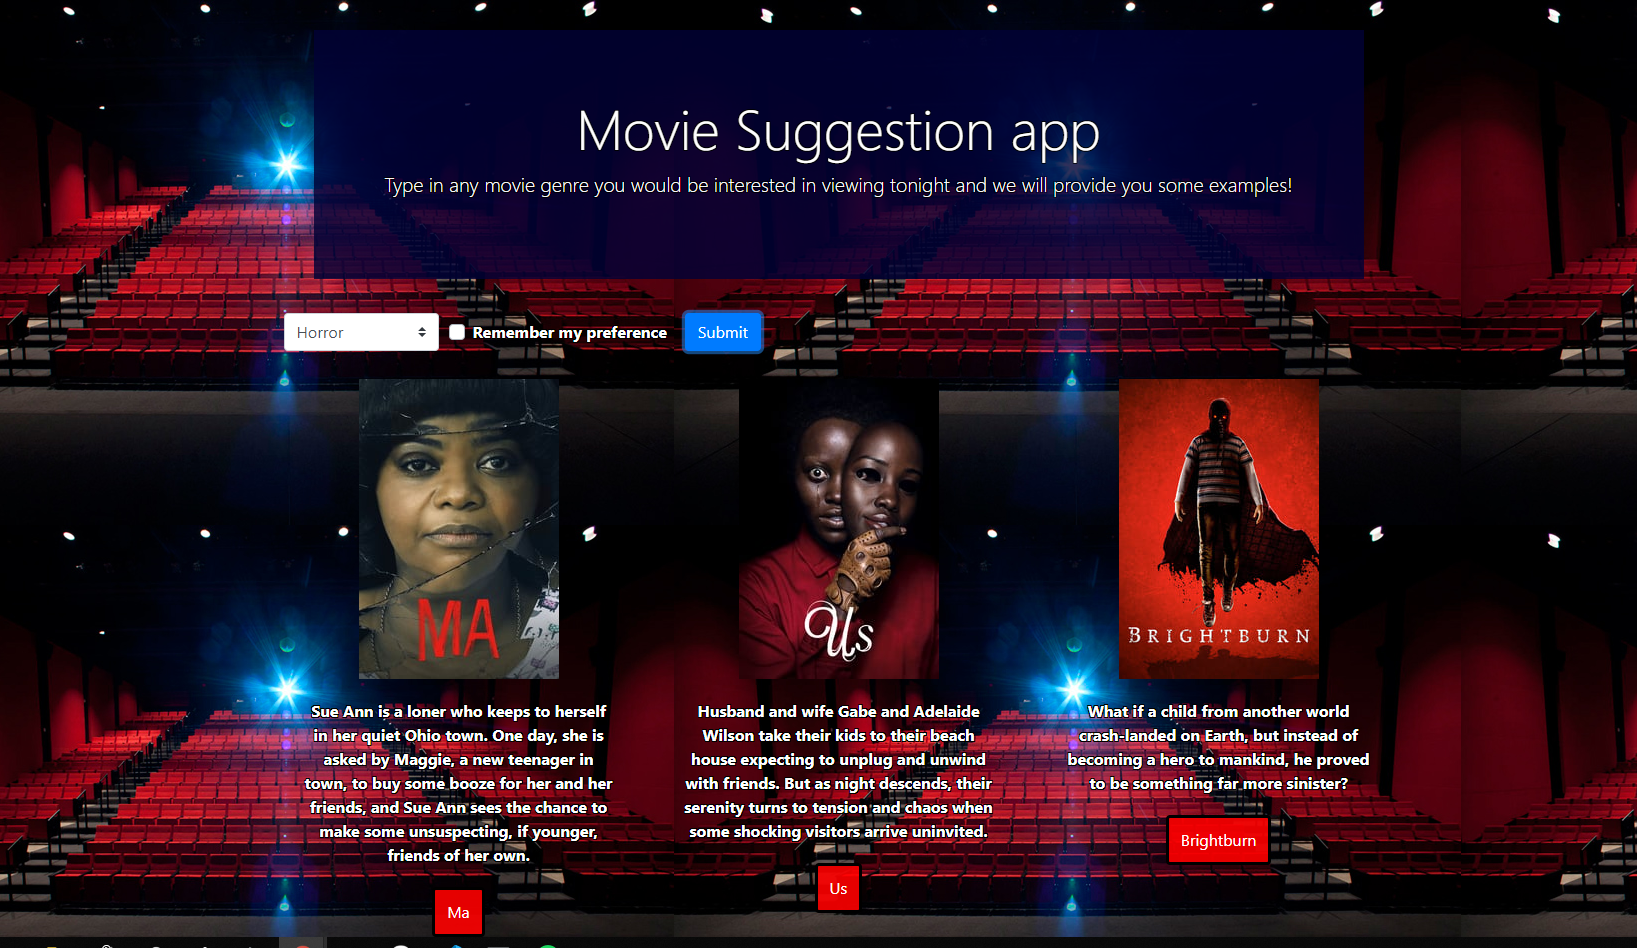 Movie Suggestion app
Type in any movie genre you would be interested in viewing tonight and we will provide you some examples!
Horror
Remember my preference
Submit
MA
Us
BRIGHTBURN
Sue Ann is a loner who keeps to herself
in her quiet Ohio town. One day, she is
asked by Maggie, a new teenager in
town, to buy some booze for her and her
friends, and Sue Ann sees the chance to
make some unsuspecting, if younger,
friends of her own.
Ma
Husband and wife Gabe and Adelaide
Wilson take their kids to their beach
house expecting to unplug and unwind
with friends. But as night descends, their
serenity turns to tension and chaos when
some shocking visitors arrive uninvited.
Us
What if a child from another world
crash-landed on Earth, but instead of
becoming a hero to mankind, he proved
to be something far more sinister?
Brightburn